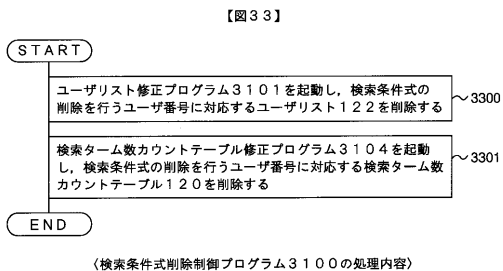 【図３３】
ＳＴＡＲＴ
ユーザリスト修正プログラム３１０１を起動し，検索条件式の
削除を行うユーザ番号に対応するユーザリスト１２２を削除する
3300
検索ターム数カウントテーブル修正プログラム３１０４を起動
し，検索条件式の削除を行うユーザ番号に対応する検索ターム数
カウントテーブル１２０を削除する
3301
ＥＮＤ
〈検索条件式削除制御プログラム３１００の処理内容〉